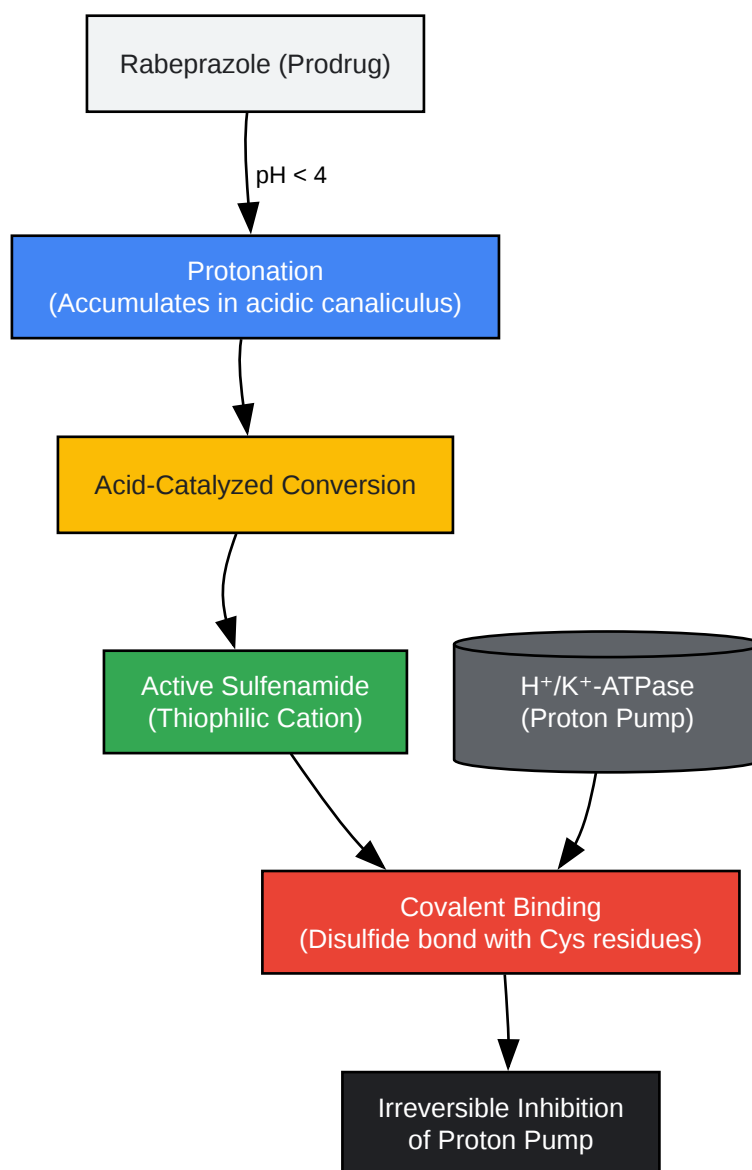 Rabeprazole (Prodrug)
pH < 4
Protonation
(Accumulates in acidic canaliculus)
Acid-Catalyzed Conversion
Active Sulfenamide
(Thiophilic Cation)
H⁺/K⁺-ATPase
(Proton Pump)
Covalent Binding
(Disulfide bond with Cys residues)
Irreversible Inhibition
of Proton Pump